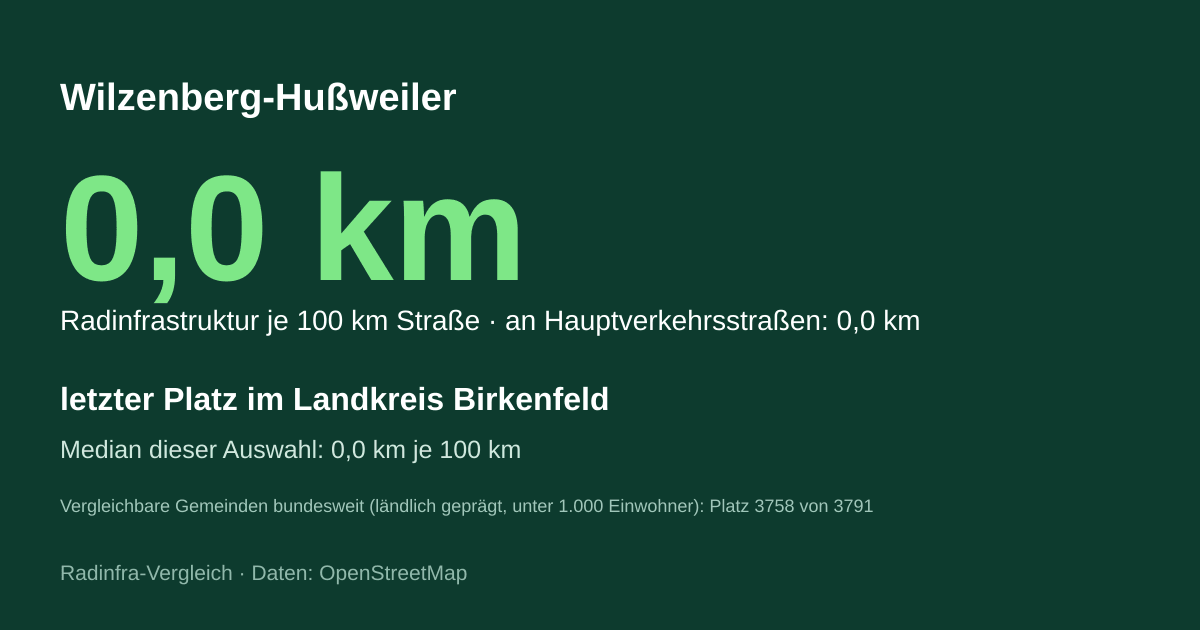 Wilzenberg-Hußweiler
0,0 km
Radinfrastruktur je 100 km Straße · an Hauptverkehrsstraßen: 0,0 km
letzter Platz im Landkreis Birkenfeld
Median dieser Auswahl: 0,0 km je 100 km
Vergleichbare Gemeinden bundesweit (ländlich geprägt, unter 1.000 Einwohner): Platz 3758 von 3791
Radinfra-Vergleich · Daten: OpenStreetMap